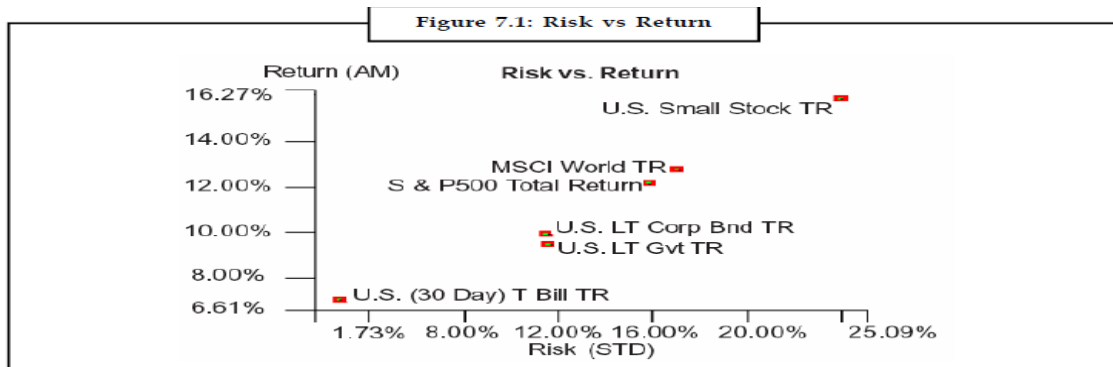 Figure 7.1: Risk vs Return
Return (AM)
Risk vs. Return
16.27%
U.S. Small Stock TR
14.00%
MSCI World TR
12.00%
S & P500 Total Return
10.00%
U.S. LT Corp Bnd TR
U.S. LT Gvt TR
8.00%
U.S. (30 Day) T Bill TR
6.61%
1.73% 8.00% 12.00% 16.00% 20.00% 25.09%
Risk (STD)